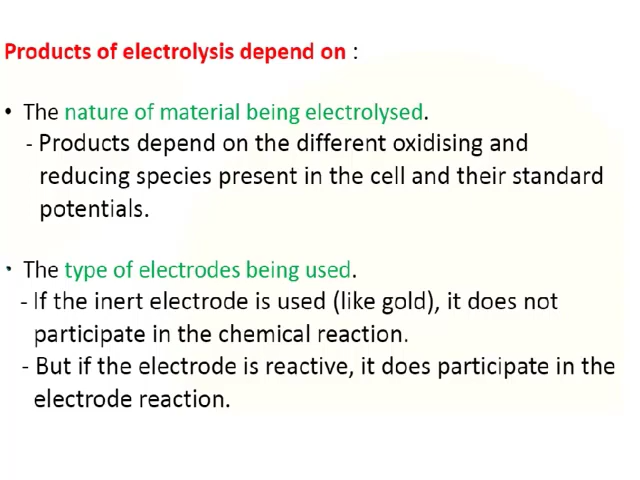 Products of electrolysis depend on :
• The nature of material being electrolysed.
- Products depend on the different oxidising and
reducing species present in the cell and their standard
potentials.
• The type of electrodes being used.
- If the inert electrode is used (like gold), it does not
participate in the chemical reaction.
- But if the electrode is reactive, it does participate in the
electrode reaction.